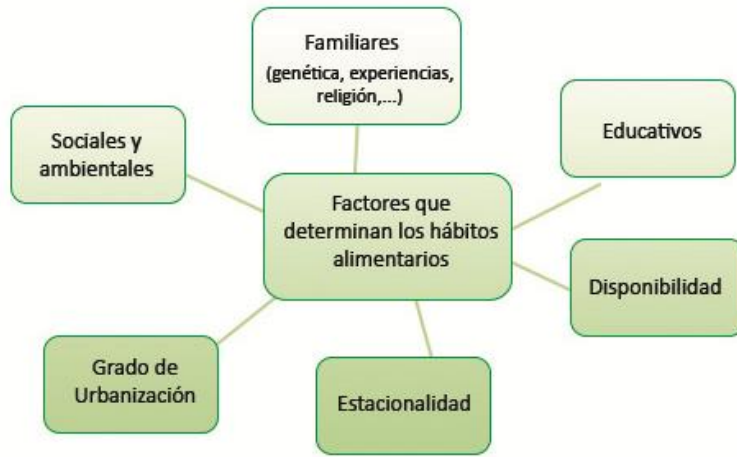 Familiares
(genética, experiencias,
religión,...)
Sociales y
ambientales
Educativos
Factores que
determinan los hábitos
alimentarios
Disponibilidad
Grado de
Urbanización
Estacionalidad